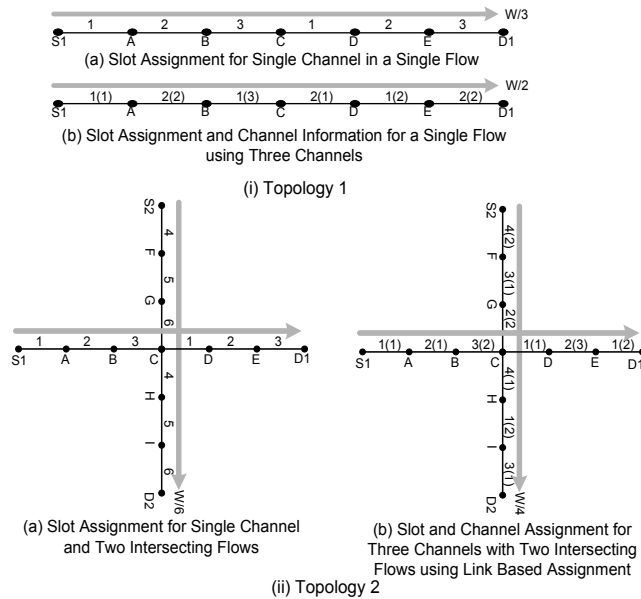 1 2 3 1 2 3 W/3
S1 A B C D E D1
(a) Slot Assignment for Single Channel in a Single Flow
W/2
1(1) 2(2) 1(3) 2(1) 1(2) 2(2)
S1 A B C D E D1
(b) Slot Assignment and Channel Information for a Single Flow
using Three Channels
(i) Topology 1
S2
4
F
5
G
6
1 2 3 1 2 3
S1 A B C D E D1
4
H
5
I
6
D2 W/6
(a) Slot Assignment for Single Channel
and Two Intersecting Flows
S2
4(2)
F
3(1)
G
2(2
1(1) 2(1) 3(2) 1(1) 2(3) 1(2)
S1 A B C D E D1
4(1)
H
1(2)
I
3(1)
D2 W/4
(b) Slot and Channel Assignment for
Three Channels with Two Intersecting
Flows using Link Based Assignment
(ii) Topology 2